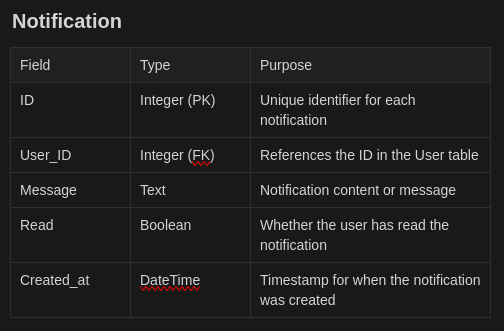 Notification
Field Type Purpose
ID Integer (PK) Unique identifier for each
notification
User_ID Integer (FK) References the ID in the User table
Message Text Notification content or message
Read Boolean Whether the user has read the
notification
Created_at DateTime Timestamp for when the notification
was created